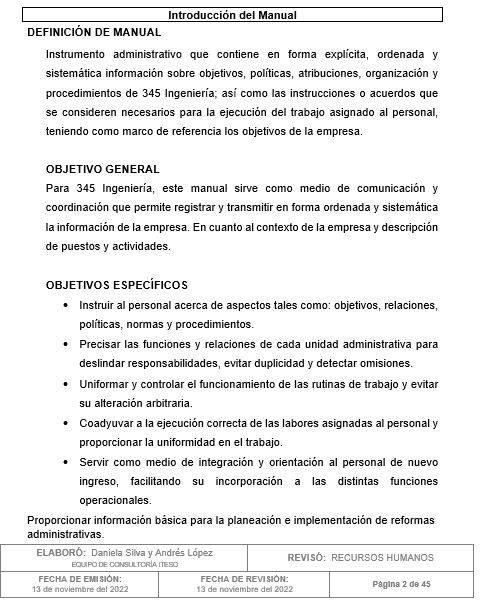 Introducción del Manual
DEFINICIÓN DE MANUAL
Instrumento administrativo que contiene en forma explícita, ordenada y
sistemática información sobre objetivos, políticas, atribuciones, organización y
procedimientos de 345 Ingeniería; así como las instrucciones o acuerdos que
se consideren necesarios para la ejecución del trabajo asignado al personal,
teniendo como marco de referencia los objetivos de la empresa.
OBJETIVO GENERAL
Para 345 Ingeniería, este manual sirve como medio de comunicación y
coordinación que permite registrar y transmitir en forma ordenada y sistemática
la información de la empresa. En cuanto al contexto de la empresa y descripción
de puestos y actividades.
OBJETIVOS ESPECÍFICOS
• Instruir al personal acerca de aspectos tales como: objetivos, relaciones,
políticas, normas y procedimientos.
• Precisar las funciones y relaciones de cada unidad administrativa para
deslindar responsabilidades, evitar duplicidad y detectar omisiones.
• Uniformar y controlar el funcionamiento de las rutinas de trabajo y evitar
su alteración arbitraria.
• Coadyuvar a la ejecución correcta de las labores asignadas al personal y
proporcionar la uniformidad en el trabajo.
• Servir como medio de integración y orientación al personal de nuevo
ingreso, facilitando su incorporación a las distintas funciones
operacionales.
Proporcionar información básica para la planeación e implementación de reformas
administrativas.
ELABORÓ: Daniela Silva y Andrés López
EQUIPO DE CONSULTORÍA ITESO
REVISÓ: RECURSOS HUMANOS
FECHA DE EMISIÓN:
13 de noviembre del 2022
FECHA DE REVISIÓN:
13 de noviembre del 2022
Página 2 de 45